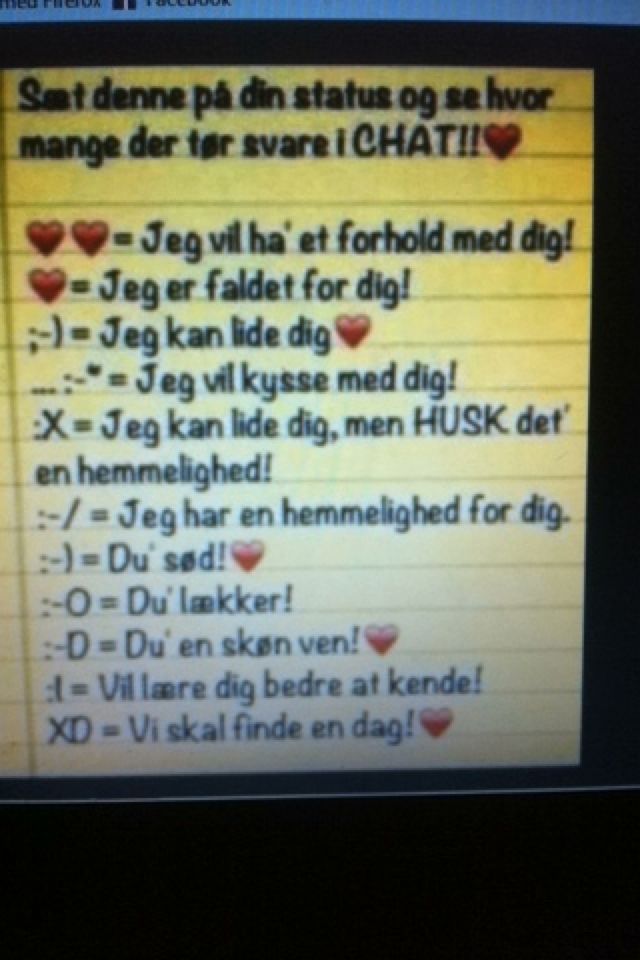 med Firefox Facebook
Sæt denne på din status og se hvor
mange der tør svare i CHAT!!❤
❤❤= Jeg vil ha' et forhold med dig!
❤= Jeg er faldet for dig!
;-) = Jeg kan lide dig❤
... :-* = Jeg vil kysse med dig!
:X = Jeg kan lide dig, men HUSK det'
en hemmelighed!
:-/ = Jeg har en hemmelighed for dig.
:-) = Du' sød!❤
:-O = Du' lækker!
:-D = Du' en skøn ven!❤
:I = Vil lære dig bedre at kende!
XD = Vi skal finde en dag!❤